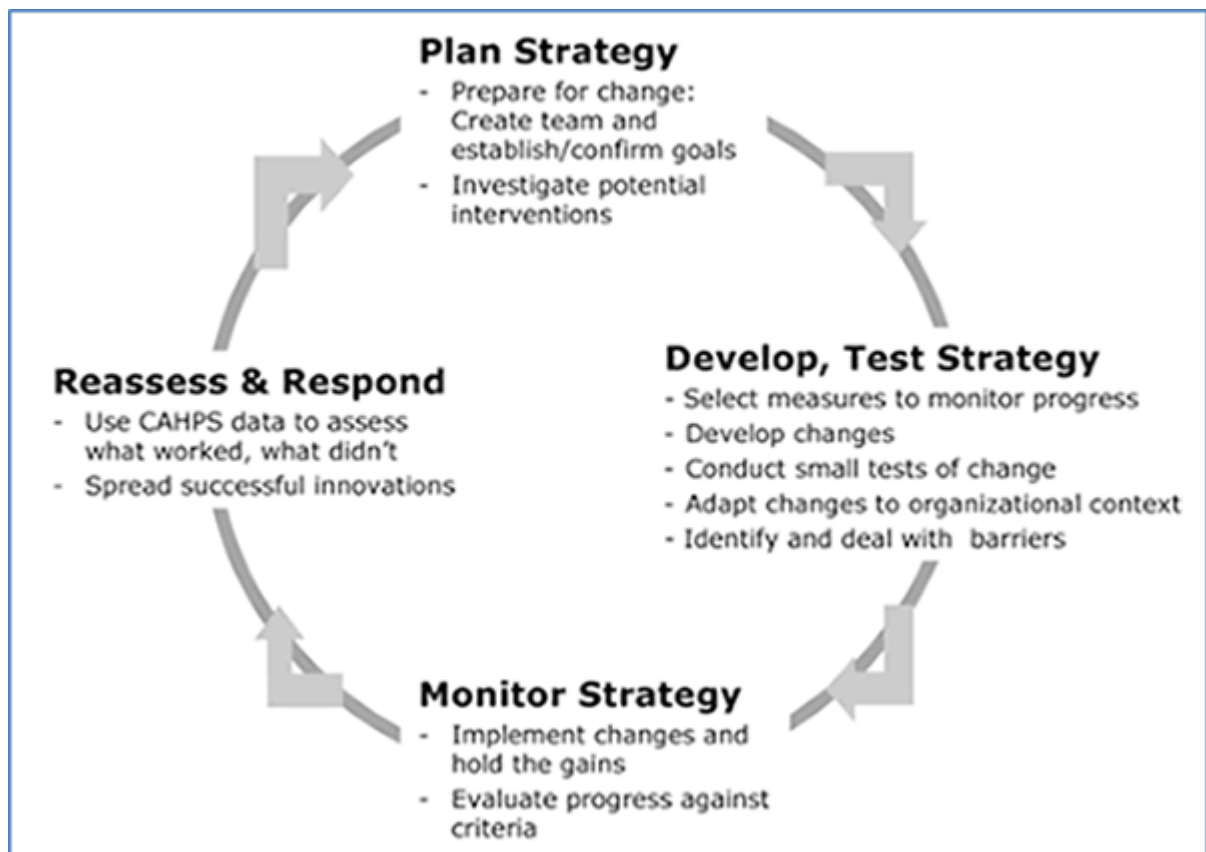 Plan Strategy
- Prepare for change:
Create team and
establish/confirm goals
- Investigate potential
interventions
Develop, Test Strategy
- Select measures to monitor progress
- Develop changes
- Conduct small tests of change
- Adapt changes to organizational context
- Identify and deal with barriers
Monitor Strategy
- Implement changes and
hold the gains
- Evaluate progress against
criteria
Reassess & Respond
- Use CAHPS data to assess
what worked, what didn't
- Spread successful innovations